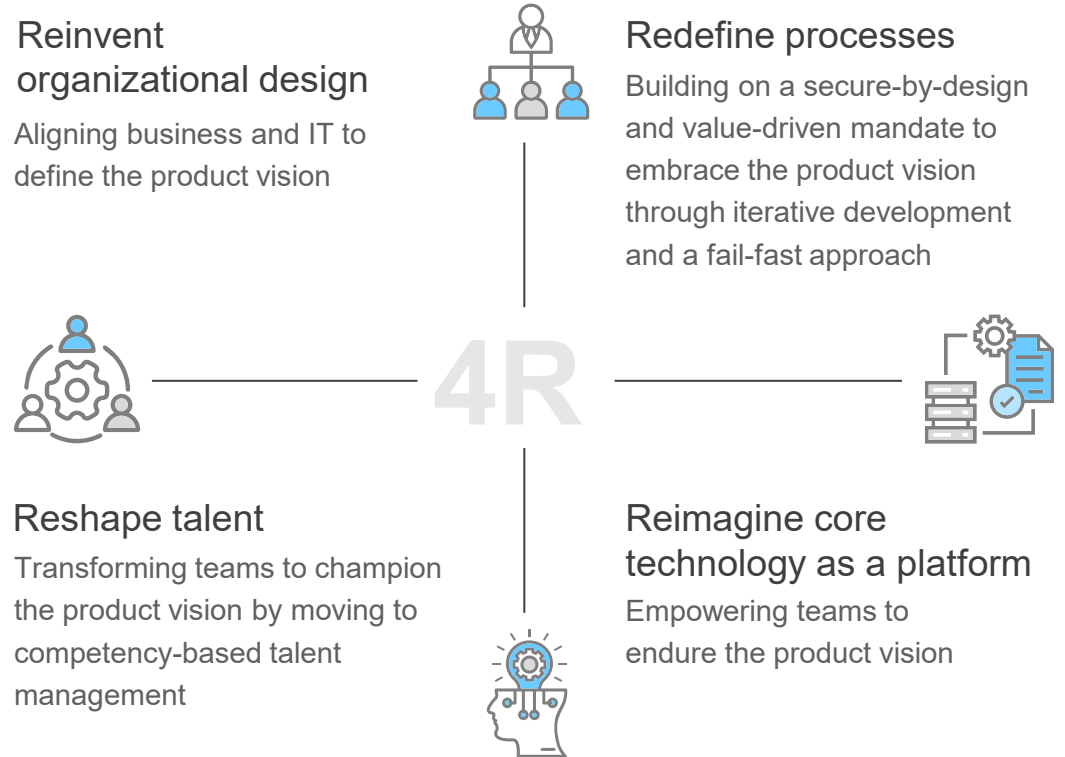 Reinvent
organizational design
Aligning business and IT to
define the product vision
Redefine processes
Building on a secure-by-design
and value-driven mandate to
embrace the product vision
through iterative development
and a fail-fast approach
4R
Reshape talent
Transforming teams to champion
the product vision by moving to
competency-based talent
management
Reimagine core
technology as a platform
Empowering teams to
endure the product vision